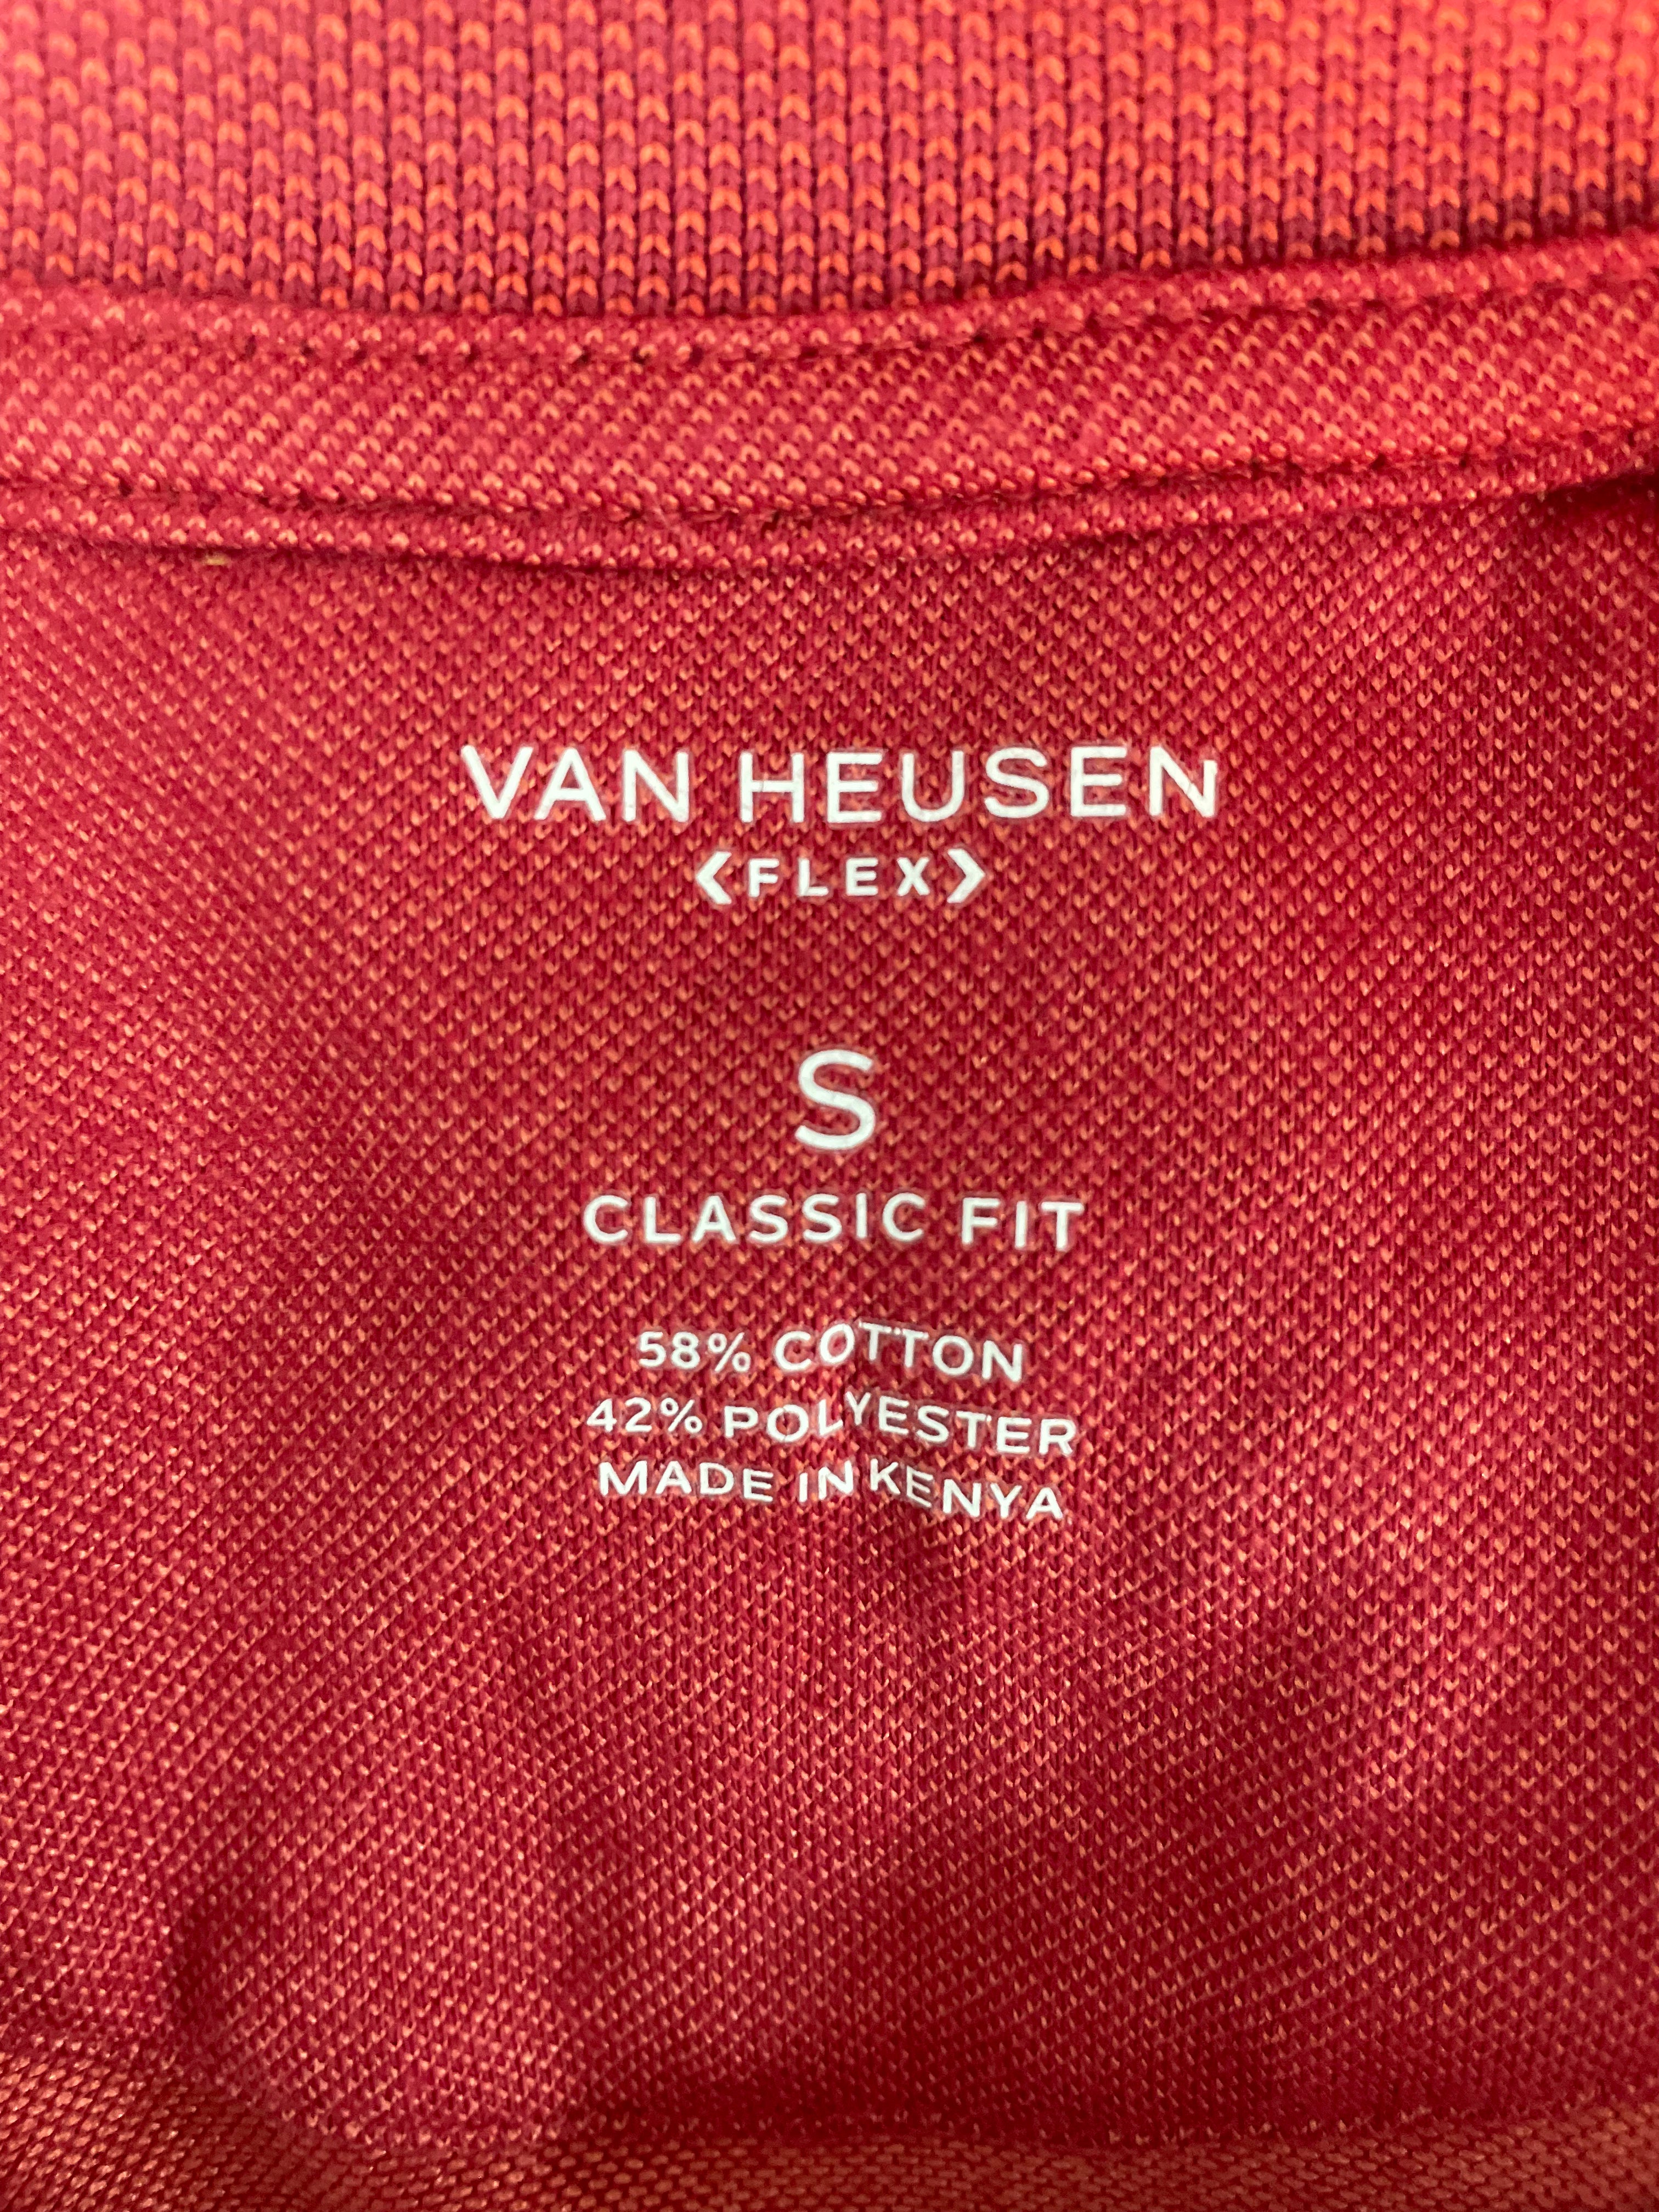 VAN HEUSEN
<FLEX>
S
CLASSIC FIT
58% COTTON
42% POLYESTER
MADE IN KENYA